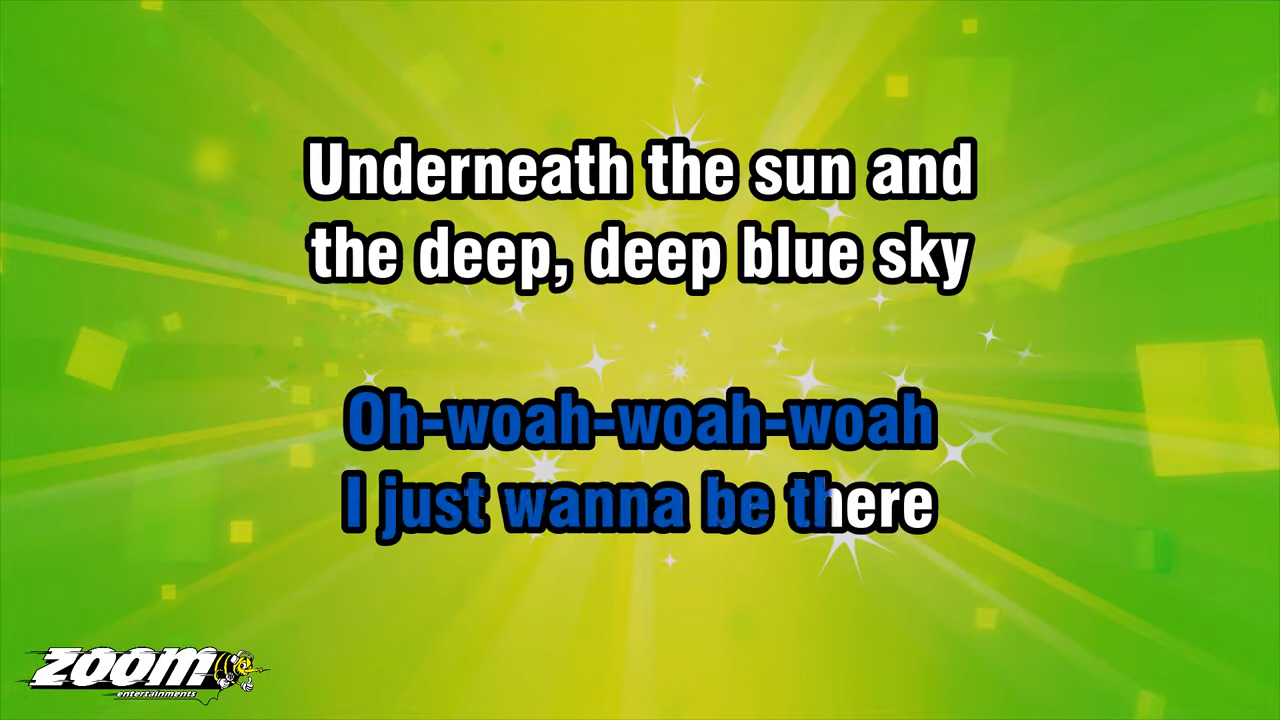 Underneath the sun and
the deep, deep blue sky
Oh-woah-woah-woah
I just wanna be there
ZOOM
entertainments